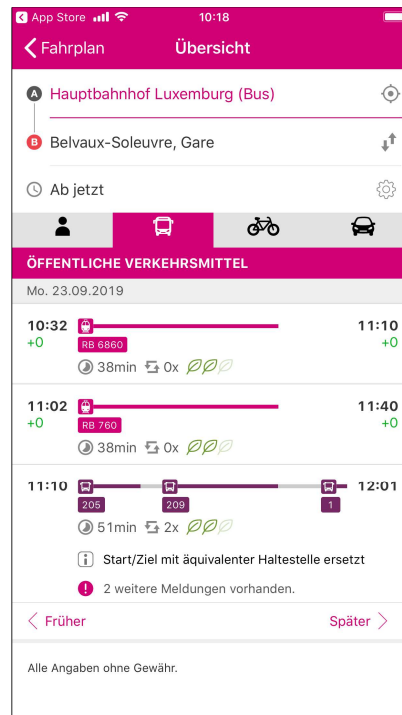 App Store 10:18
Fahrplan Übersicht
A Hauptbahnhof Luxemburg (Bus)
B Belvaux-Soleuvre, Gare
Ab jetzt
ÖFFENTLICHE VERKEHRSMITTEL
Mo. 23.09.2019
10:32 11:10
+0 RB 6860 +0
38min 0x
11:02 11:40
+0 RB 760 +0
38min 0x
11:10 12:01
205 209 1
51min 2x
i Start/Ziel mit äquivalenter Haltestelle ersetzt
! 2 weitere Meldungen vorhanden.
Früher Später
Alle Angaben ohne Gewähr.